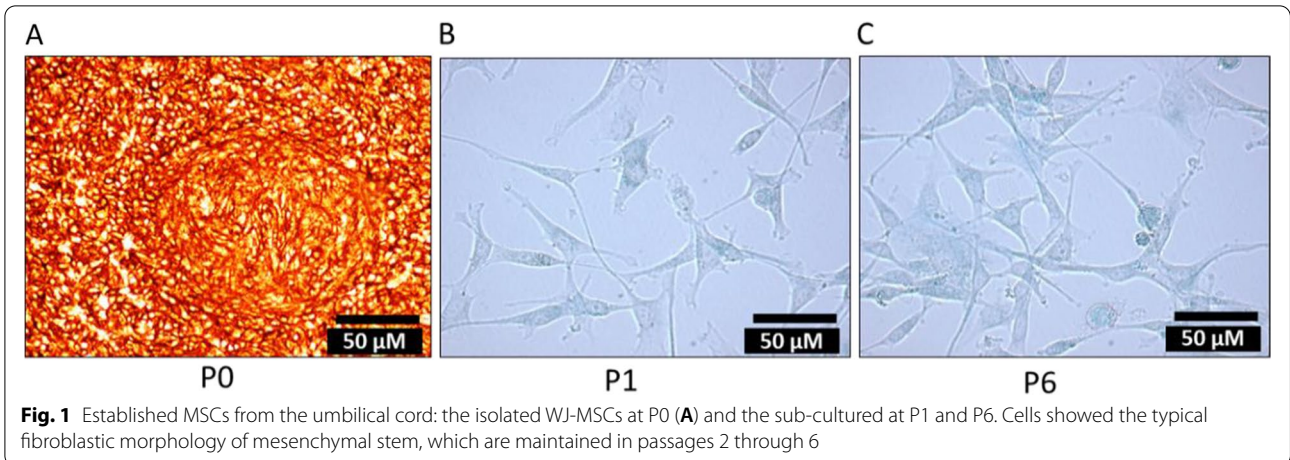 A
B
C
50 µM
50 µM
50 µM
P0
P1
P6
Fig. 1 Established MSCs from the umbilical cord: the isolated WJ-MSCs at P0 (A) and the sub-cultured at P1 and P6. Cells showed the typical
fibroblastic morphology of mesenchymal stem, which are maintained in passages 2 through 6